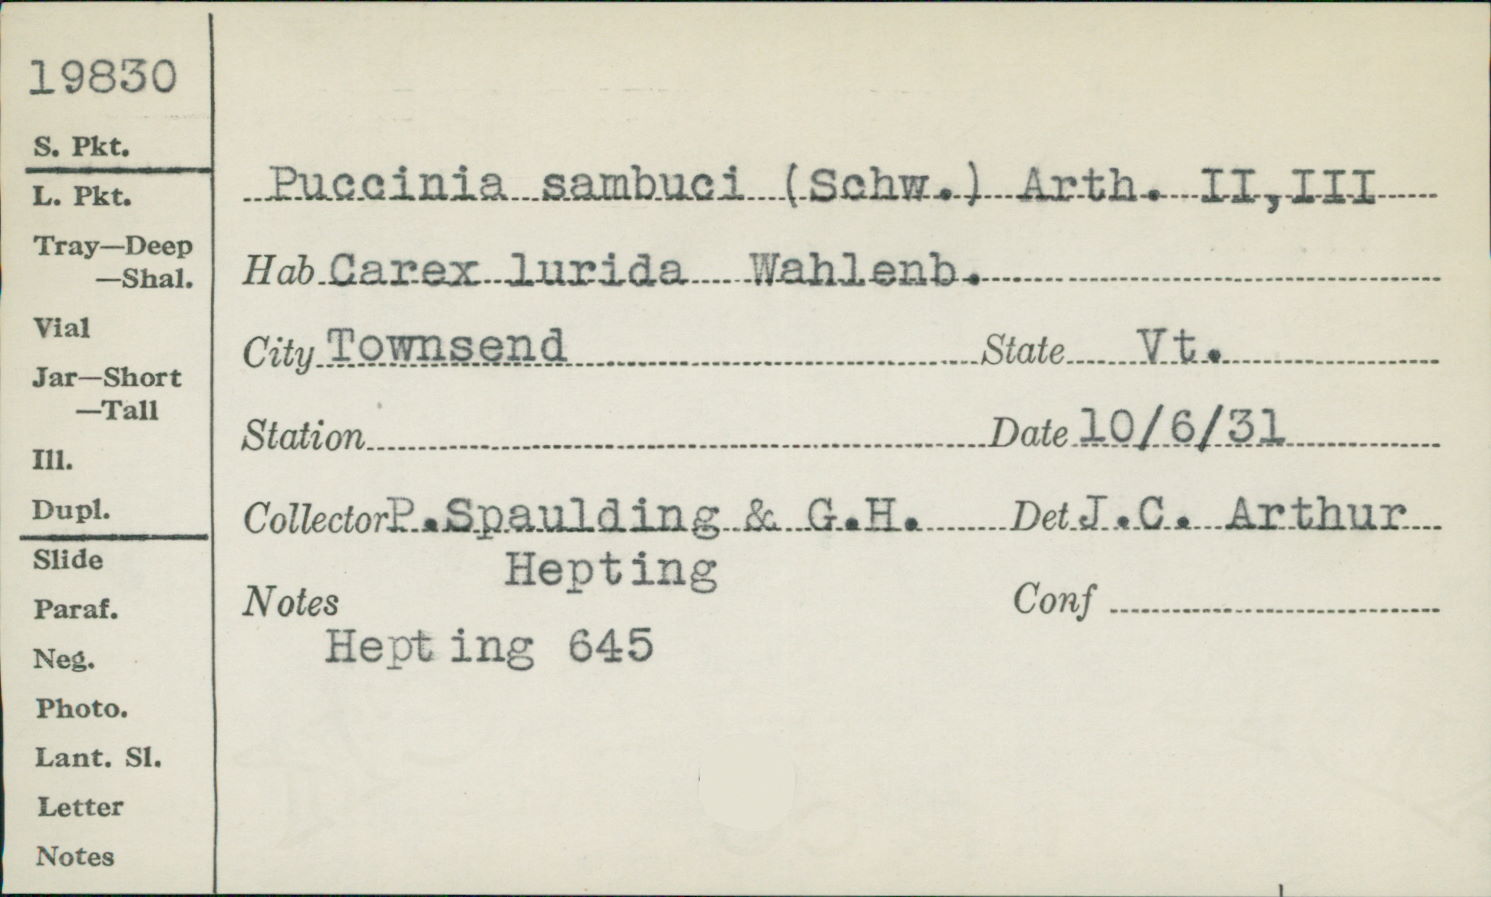 19830
S. Pkt.
L. Pkt.
Tray—Deep
—Shal.
Vial
Jar—Short
—Tall
Ill.
Dupl.
Slide
Paraf.
Neg.
Photo.
Lant. Sl.
Letter
Notes
Puccinia sambuci (Schw.) Arth. II,III
Hab Carex lurida Wahlenb.
City Townsend State Vt.
Station Date 10/6/31
Collector P.Spaulding & G.H. Det J.C. Arthur
Hepting
Notes Conf
Hepting 645